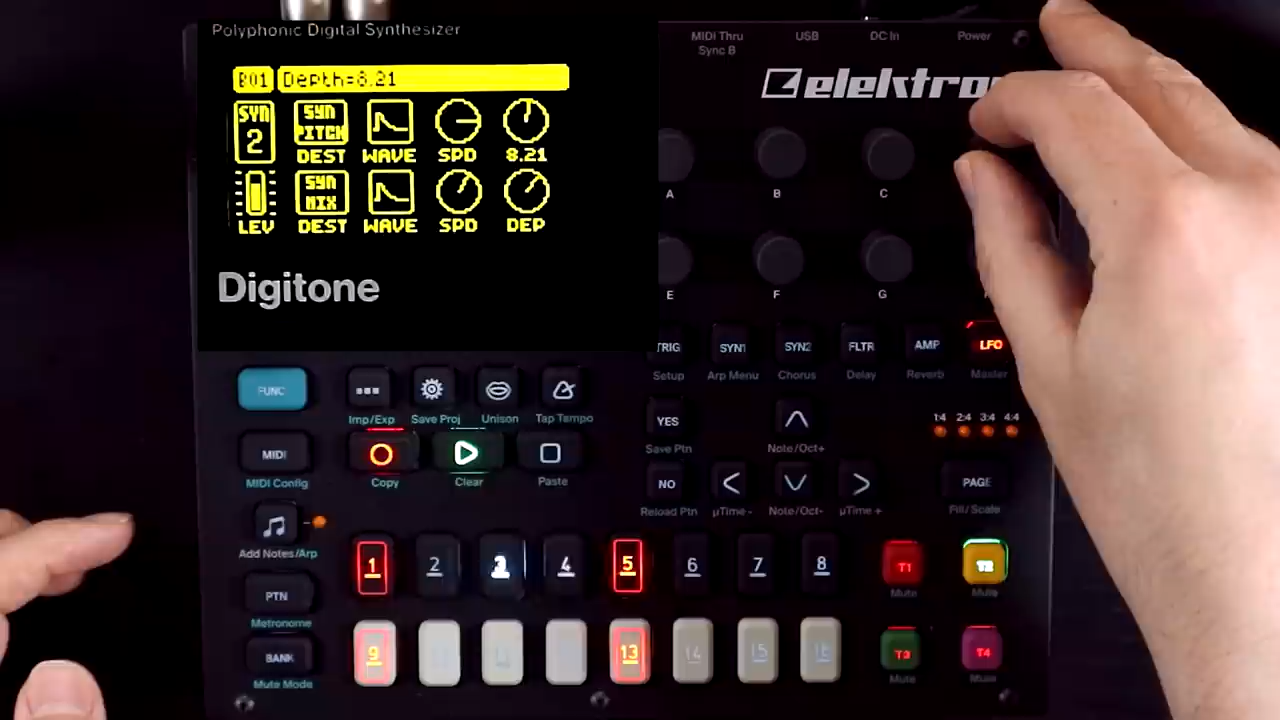 Polyphonic Digital Synthesizer
B01 Depth=8.21
SYN 2
SYN PITCH
DEST WAVE SPD 8.21
SYN MIX
LEV DEST WAVE SPD DEP
Digitone
MIDI Thru Sync B
USB
DC In
Power
elektro
A B C
E F G
TRIG SYN1 SYN2 FLTR AMP LFO
Setup Arp Menu Chorus Delay Reverb Master
FUNC
Imp/Exp Save Proj Unison Tap Tempo
YES
Save Ptn
Note/Oct+
1:4 2:4 3:4 4:4
MIDI
MIDI Config
Copy Clear Paste
NO
Reload Ptn
µTime - Note/Oct- µTime +
PAGE
Fill/Scale
Add Notes/Arp
1 2 3 4 5 6 7 8
T1 T2
Mute Mute
PTN
Metronome
BANK
Mute Mode
9 13 14 15 16
T3 T4
Mute Mute